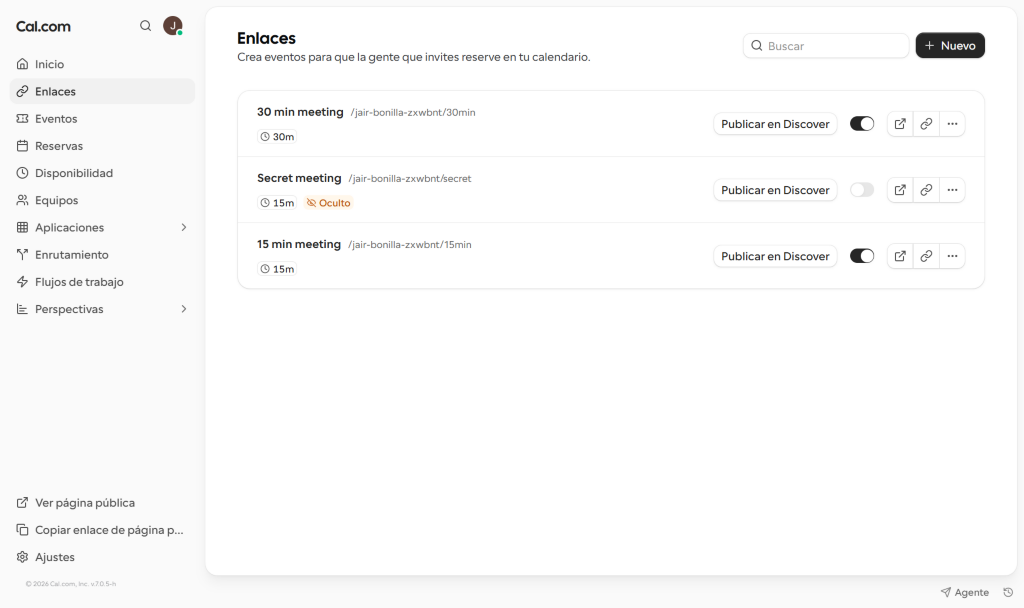 Cal.com
J
Inicio
Enlaces
Eventos
Reservas
Disponibilidad
Equipos
Aplicaciones
Enrutamiento
Flujos de trabajo
Perspectivas
Ver página pública
Copiar enlace de página p...
Ajustes
© 2026 Cal.com, Inc. v.7.0.5-h
Enlaces
Crea eventos para que la gente que invites reserve en tu calendario.
Buscar
Nuevo
30 min meeting /jair-bonilla-zxwbnt/30min
30m
Publicar en Discover
Secret meeting /jair-bonilla-zxwbnt/secret
15m Oculto
Publicar en Discover
15 min meeting /jair-bonilla-zxwbnt/15min
15m
Publicar en Discover
Agente